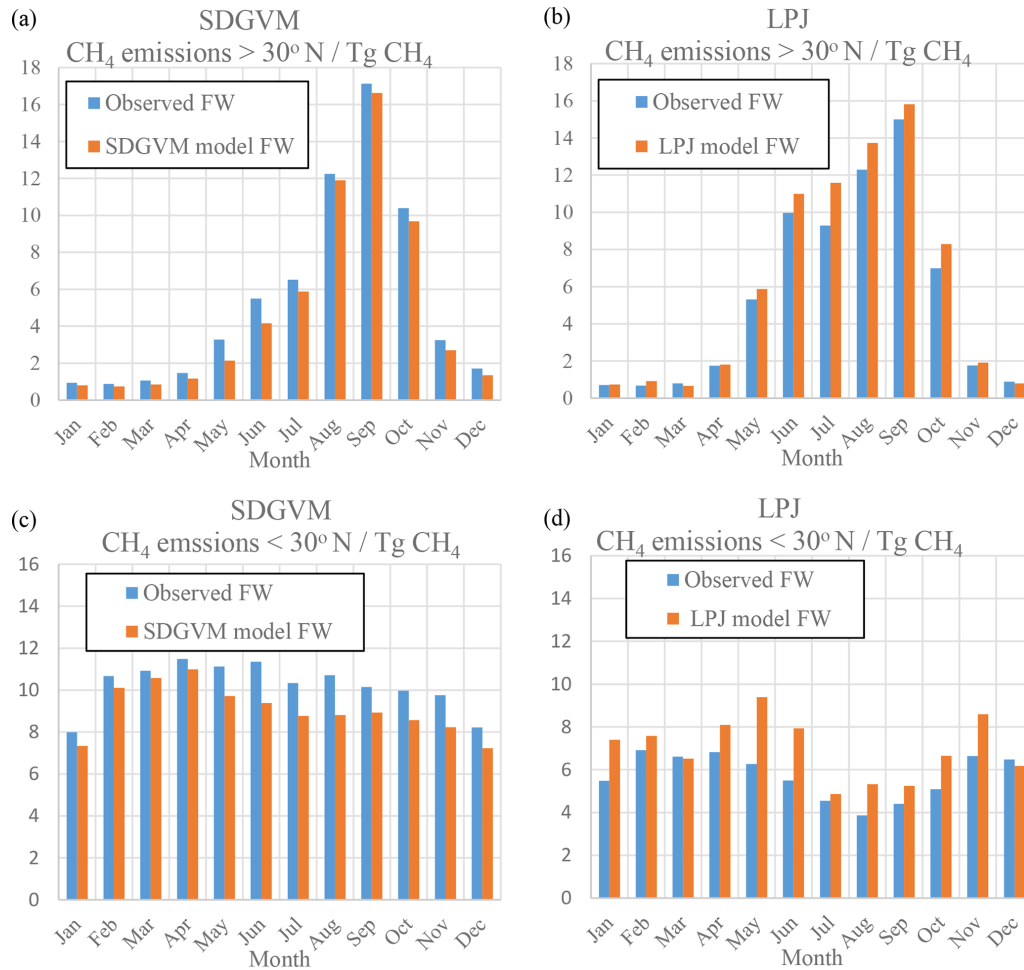 (a)
SDGVM
CH₄ emissions > 30º N / Tg CH₄
18
16
14
12
10
8
6
4
2
0
Observed FW
SDGVM model FW
Jan Feb Mar Apr May Jun Jul Aug Sep Oct Nov Dec
Month
(b)
LPJ
CH₄ emissions > 30º N / Tg CH₄
18
16
14
12
10
8
6
4
2
0
Observed FW
LPJ model FW
Jan Feb Mar Apr May Jun Jul Aug Sep Oct Nov Dec
Month
(c)
SDGVM
CH₄ emssions < 30º N / Tg CH₄
16
14
12
10
8
6
4
2
0
Observed FW
SDGVM model FW
Jan Feb Mar Apr May Jun Jul Aug Sep Oct Nov Dec
Month
(d)
LPJ
CH₄ emissions < 30º N / Tg CH₄
16
14
12
10
8
6
4
2
0
Observed FW
LPJ model FW
Jan Feb Mar Apr May Jun Jul Aug Sep Oct Nov Dec
Month